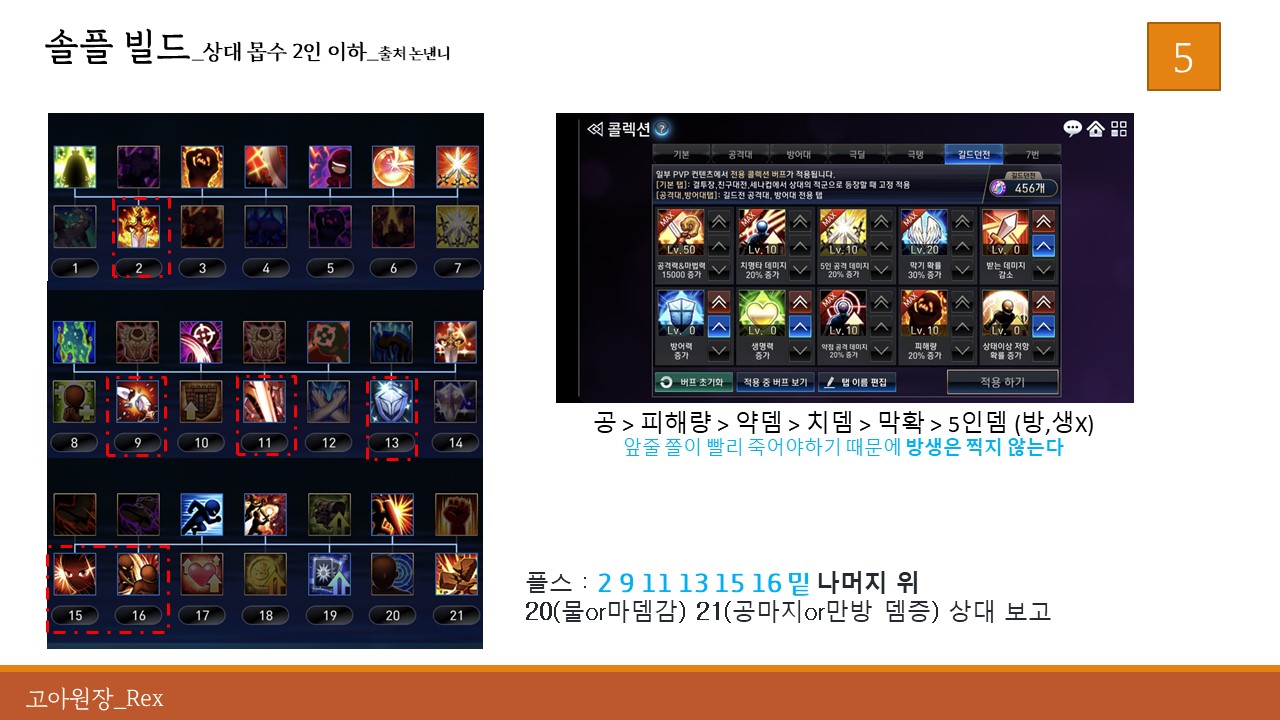 솔플 빌드_상대 몹수 2인 이하_출처 논낸니
5
1 2 3 4 5 6 7
8 9 10 11 12 13 14
15 16 17 18 19 20 21
콜렉션 ?
기본 공격대 방어대 극딜 극탱 길드던전 7번
일부 PVP 컨텐츠에서 전용 콜렉션 버프가 적용됩니다.
[기본 탭]: 결투장,친구대전,세나컵에서 상대의 적군으로 등장할 때 고정 적용
[공격대,방어대탭]: 길드전 공격대, 방어대 전용 탭
길드던전
456개
MAX MAX MAX MAX
Lv.50 Lv.10 Lv.10 Lv.20 Lv. 0
공격력&마법력 치명타 데미지 5인 공격 데미지 막기 확률 받는 데미지
15000 증가 20% 증가 20% 증가 30% 증가 감소
MAX MAX
Lv. 0 Lv. 0 Lv.10 Lv.10 Lv. 0
방어력 생명력 약점 공격 데미지 피해량 상태이상 저항
증가 증가 20% 증가 20% 증가 확률 증가
버프 초기화 적용 중 버프 보기 탭 이름 편집 적용 하기
공 > 피해량 > 약뎀 > 치뎀 > 막확 > 5인뎀 (방,생X)
앞줄 쫄이 빨리 죽어야하기 때문에 방생은 찍지 않는다
플스 : 2 9 11 13 15 16 밑 나머지 위
20(물or마뎀감) 21(공마지or만방 뎀증) 상대 보고
고아원장_Rex